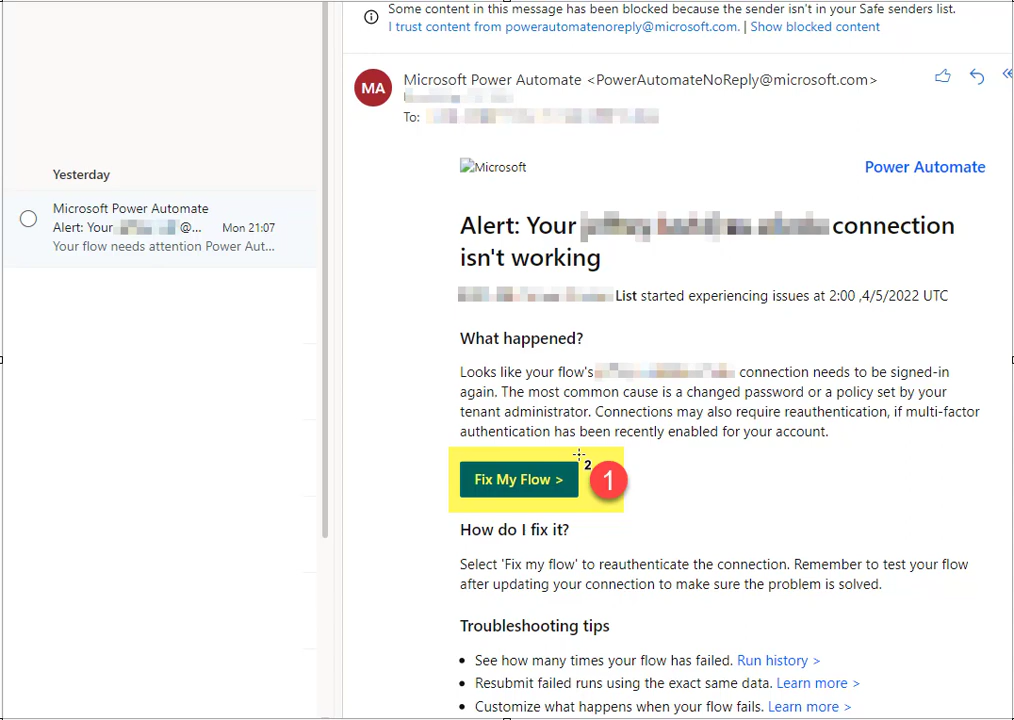 Some content in this message has been blocked because the sender isn't in your Safe senders list.
I trust content from powerautomatenoreply@microsoft.com. | Show blocked content
MA
Microsoft Power Automate <PowerAutomateNoReply@microsoft.com>
To:
Yesterday
Microsoft Power Automate
Alert: Your @... Mon 21:07
Your flow needs attention Power Aut...
Microsoft
Power Automate
Alert: Your connection
isn't working
List started experiencing issues at 2:00 ,4/5/2022 UTC
What happened?
Looks like your flow's connection needs to be signed-in
again. The most common cause is a changed password or a policy set by your
tenant administrator. Connections may also require reauthentication, if multi-factor
authentication has been recently enabled for your account.
Fix My Flow >
2
1
How do I fix it?
Select 'Fix my flow' to reauthenticate the connection. Remember to test your flow
after updating your connection to make sure the problem is solved.
Troubleshooting tips
• See how many times your flow has failed. Run history >
• Resubmit failed runs using the exact same data. Learn more >
• Customize what happens when your flow fails. Learn more >